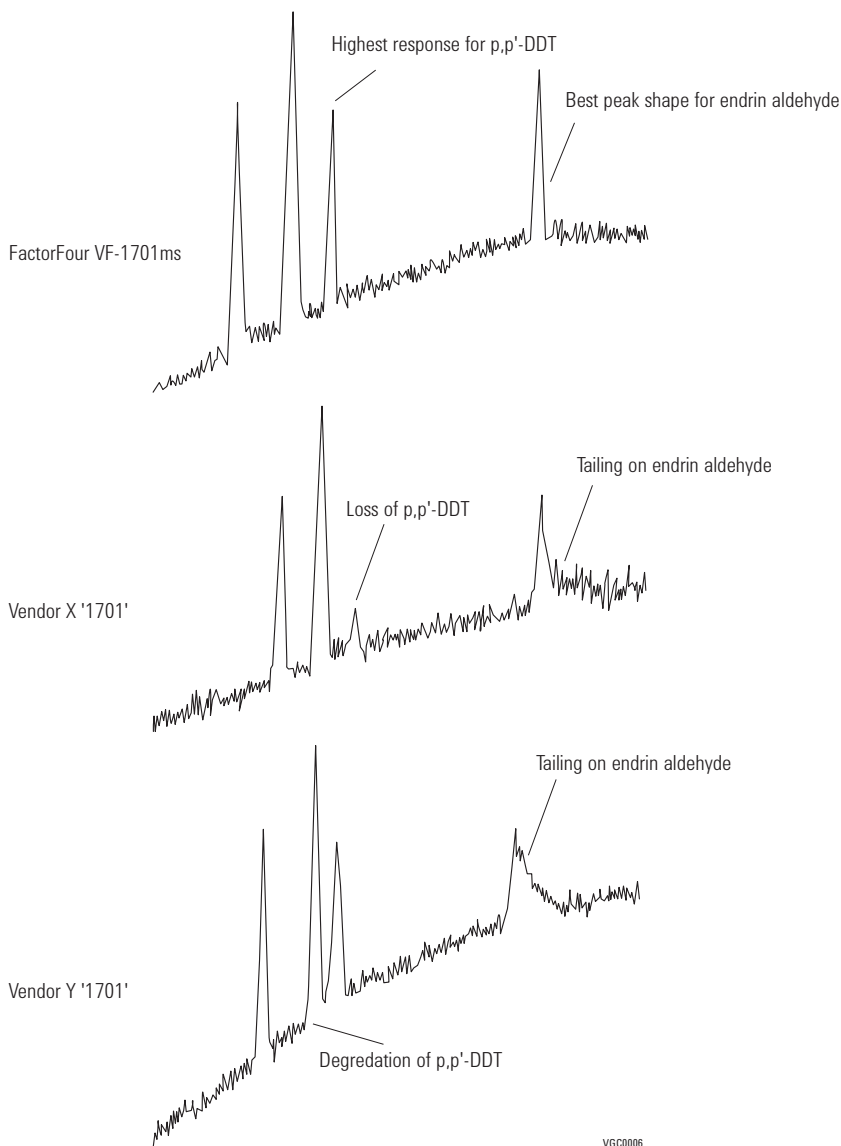 Highest response for p,p'-DDT
Best peak shape for endrin aldehyde
FactorFour VF-1701ms
Tailing on endrin aldehyde
Loss of p,p'-DDT
Vendor X '1701'
Tailing on endrin aldehyde
Vendor Y '1701'
Degredation of p,p'-DDT
VGC0006